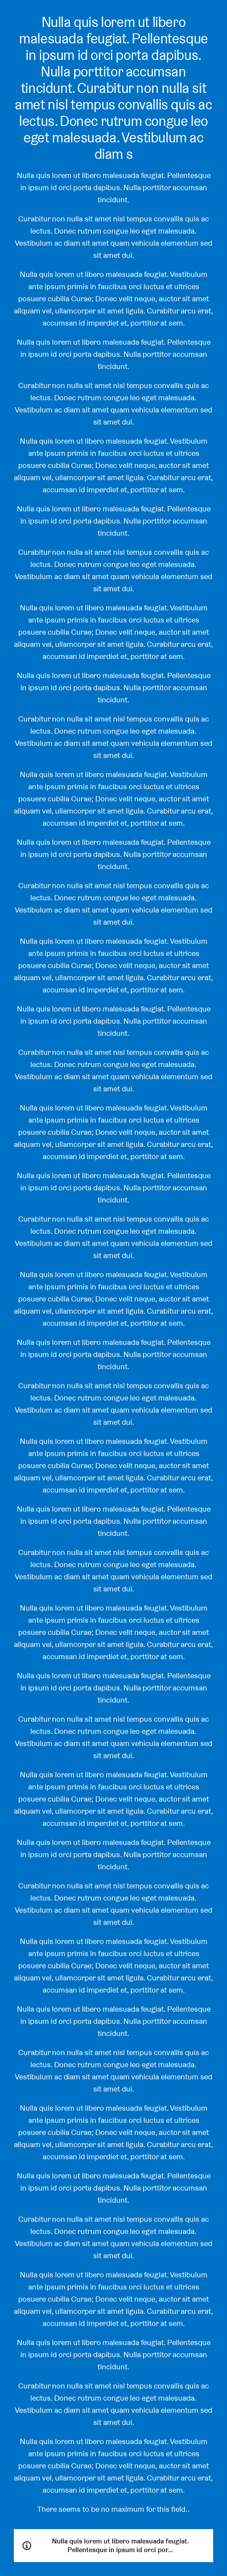 Nulla quis lorem ut libero
malesuada feugiat. Pellentesque
in ipsum id orci porta dapibus.
Nulla porttitor accumsan
tincidunt. Curabitur non nulla sit
amet nisl tempus convallis quis ac
lectus. Donec rutrum congue leo
eget malesuada. Vestibulum ac
diam s
Nulla quis lorem ut libero malesuada feugiat. Pellentesque
in ipsum id orci porta dapibus. Nulla porttitor accumsan
tincidunt.
Curabitur non nulla sit amet nisl tempus convallis quis ac
lectus. Donec rutrum congue leo eget malesuada.
Vestibulum ac diam sit amet quam vehicula elementum sed
sit amet dui.
Nulla quis lorem ut libero malesuada feugiat. Vestibulum
ante ipsum primis in faucibus orci luctus et ultrices
posuere cubilia Curae; Donec velit neque, auctor sit amet
aliquam vel, ullamcorper sit amet ligula. Curabitur arcu erat,
accumsan id imperdiet et, porttitor at sem.
Nulla quis lorem ut libero malesuada feugiat. Pellentesque
in ipsum id orci porta dapibus. Nulla porttitor accumsan
tincidunt.
Curabitur non nulla sit amet nisl tempus convallis quis ac
lectus. Donec rutrum congue leo eget malesuada.
Vestibulum ac diam sit amet quam vehicula elementum sed
sit amet dui.
Nulla quis lorem ut libero malesuada feugiat. Vestibulum
ante ipsum primis in faucibus orci luctus et ultrices
posuere cubilia Curae; Donec velit neque, auctor sit amet
aliquam vel, ullamcorper sit amet ligula. Curabitur arcu erat,
accumsan id imperdiet et, porttitor at sem.
Nulla quis lorem ut libero malesuada feugiat. Pellentesque
in ipsum id orci porta dapibus. Nulla porttitor accumsan
tincidunt.
Curabitur non nulla sit amet nisl tempus convallis quis ac
lectus. Donec rutrum congue leo eget malesuada.
Vestibulum ac diam sit amet quam vehicula elementum sed
sit amet dui.
Nulla quis lorem ut libero malesuada feugiat. Vestibulum
ante ipsum primis in faucibus orci luctus et ultrices
posuere cubilia Curae; Donec velit neque, auctor sit amet
aliquam vel, ullamcorper sit amet ligula. Curabitur arcu erat,
accumsan id imperdiet et, porttitor at sem.
Nulla quis lorem ut libero malesuada feugiat. Pellentesque
in ipsum id orci porta dapibus. Nulla porttitor accumsan
tincidunt.
Curabitur non nulla sit amet nisl tempus convallis quis ac
lectus. Donec rutrum congue leo eget malesuada.
Vestibulum ac diam sit amet quam vehicula elementum sed
sit amet dui.
Nulla quis lorem ut libero malesuada feugiat. Vestibulum
ante ipsum primis in faucibus orci luctus et ultrices
posuere cubilia Curae; Donec velit neque, auctor sit amet
aliquam vel, ullamcorper sit amet ligula. Curabitur arcu erat,
accumsan id imperdiet et, porttitor at sem.
Nulla quis lorem ut libero malesuada feugiat. Pellentesque
in ipsum id orci porta dapibus. Nulla porttitor accumsan
tincidunt.
Curabitur non nulla sit amet nisl tempus convallis quis ac
lectus. Donec rutrum congue leo eget malesuada.
Vestibulum ac diam sit amet quam vehicula elementum sed
sit amet dui.
Nulla quis lorem ut libero malesuada feugiat. Vestibulum
ante ipsum primis in faucibus orci luctus et ultrices
posuere cubilia Curae; Donec velit neque, auctor sit amet
aliquam vel, ullamcorper sit amet ligula. Curabitur arcu erat,
accumsan id imperdiet et, porttitor at sem.
Nulla quis lorem ut libero malesuada feugiat. Pellentesque
in ipsum id orci porta dapibus. Nulla porttitor accumsan
tincidunt.
Curabitur non nulla sit amet nisl tempus convallis quis ac
lectus. Donec rutrum congue leo eget malesuada.
Vestibulum ac diam sit amet quam vehicula elementum sed
sit amet dui.
Nulla quis lorem ut libero malesuada feugiat. Vestibulum
ante ipsum primis in faucibus orci luctus et ultrices
posuere cubilia Curae; Donec velit neque, auctor sit amet
aliquam vel, ullamcorper sit amet ligula. Curabitur arcu erat,
accumsan id imperdiet et, porttitor at sem.
Nulla quis lorem ut libero malesuada feugiat. Pellentesque
in ipsum id orci porta dapibus. Nulla porttitor accumsan
tincidunt.
Curabitur non nulla sit amet nisl tempus convallis quis ac
lectus. Donec rutrum congue leo eget malesuada.
Vestibulum ac diam sit amet quam vehicula elementum sed
sit amet dui.
Nulla quis lorem ut libero malesuada feugiat. Vestibulum
ante ipsum primis in faucibus orci luctus et ultrices
posuere cubilia Curae; Donec velit neque, auctor sit amet
aliquam vel, ullamcorper sit amet ligula. Curabitur arcu erat,
accumsan id imperdiet et, porttitor at sem.
Nulla quis lorem ut libero malesuada feugiat. Pellentesque
in ipsum id orci porta dapibus. Nulla porttitor accumsan
tincidunt.
Curabitur non nulla sit amet nisl tempus convallis quis ac
lectus. Donec rutrum congue leo eget malesuada.
Vestibulum ac diam sit amet quam vehicula elementum sed
sit amet dui.
Nulla quis lorem ut libero malesuada feugiat. Vestibulum
ante ipsum primis in faucibus orci luctus et ultrices
posuere cubilia Curae; Donec velit neque, auctor sit amet
aliquam vel, ullamcorper sit amet ligula. Curabitur arcu erat,
accumsan id imperdiet et, porttitor at sem.
Nulla quis lorem ut libero malesuada feugiat. Pellentesque
in ipsum id orci porta dapibus. Nulla porttitor accumsan
tincidunt.
Curabitur non nulla sit amet nisl tempus convallis quis ac
lectus. Donec rutrum congue leo eget malesuada.
Vestibulum ac diam sit amet quam vehicula elementum sed
sit amet dui.
Nulla quis lorem ut libero malesuada feugiat. Vestibulum
ante ipsum primis in faucibus orci luctus et ultrices
posuere cubilia Curae; Donec velit neque, auctor sit amet
aliquam vel, ullamcorper sit amet ligula. Curabitur arcu erat,
accumsan id imperdiet et, porttitor at sem.
Nulla quis lorem ut libero malesuada feugiat. Pellentesque
in ipsum id orci porta dapibus. Nulla porttitor accumsan
tincidunt.
Curabitur non nulla sit amet nisl tempus convallis quis ac
lectus. Donec rutrum congue leo eget malesuada.
Vestibulum ac diam sit amet quam vehicula elementum sed
sit amet dui.
Nulla quis lorem ut libero malesuada feugiat. Vestibulum
ante ipsum primis in faucibus orci luctus et ultrices
posuere cubilia Curae; Donec velit neque, auctor sit amet
aliquam vel, ullamcorper sit amet ligula. Curabitur arcu erat,
accumsan id imperdiet et, porttitor at sem.
Nulla quis lorem ut libero malesuada feugiat. Pellentesque
in ipsum id orci porta dapibus. Nulla porttitor accumsan
tincidunt.
Curabitur non nulla sit amet nisl tempus convallis quis ac
lectus. Donec rutrum congue leo eget malesuada.
Vestibulum ac diam sit amet quam vehicula elementum sed
sit amet dui.
Nulla quis lorem ut libero malesuada feugiat. Vestibulum
ante ipsum primis in faucibus orci luctus et ultrices
posuere cubilia Curae; Donec velit neque, auctor sit amet
aliquam vel, ullamcorper sit amet ligula. Curabitur arcu erat,
accumsan id imperdiet et, porttitor at sem.
Nulla quis lorem ut libero malesuada feugiat. Pellentesque
in ipsum id orci porta dapibus. Nulla porttitor accumsan
tincidunt.
Curabitur non nulla sit amet nisl tempus convallis quis ac
lectus. Donec rutrum congue leo eget malesuada.
Vestibulum ac diam sit amet quam vehicula elementum sed
sit amet dui.
Nulla quis lorem ut libero malesuada feugiat. Vestibulum
ante ipsum primis in faucibus orci luctus et ultrices
posuere cubilia Curae; Donec velit neque, auctor sit amet
aliquam vel, ullamcorper sit amet ligula. Curabitur arcu erat,
accumsan id imperdiet et, porttitor at sem.
Nulla quis lorem ut libero malesuada feugiat. Pellentesque
in ipsum id orci porta dapibus. Nulla porttitor accumsan
tincidunt.
Curabitur non nulla sit amet nisl tempus convallis quis ac
lectus. Donec rutrum congue leo eget malesuada.
Vestibulum ac diam sit amet quam vehicula elementum sed
sit amet dui.
Nulla quis lorem ut libero malesuada feugiat. Vestibulum
ante ipsum primis in faucibus orci luctus et ultrices
posuere cubilia Curae; Donec velit neque, auctor sit amet
aliquam vel, ullamcorper sit amet ligula. Curabitur arcu erat,
accumsan id imperdiet et, porttitor at sem.
Nulla quis lorem ut libero malesuada feugiat. Pellentesque
in ipsum id orci porta dapibus. Nulla porttitor accumsan
tincidunt.
Curabitur non nulla sit amet nisl tempus convallis quis ac
lectus. Donec rutrum congue leo eget malesuada.
Vestibulum ac diam sit amet quam vehicula elementum sed
sit amet dui.
Nulla quis lorem ut libero malesuada feugiat. Vestibulum
ante ipsum primis in faucibus orci luctus et ultrices
posuere cubilia Curae; Donec velit neque, auctor sit amet
aliquam vel, ullamcorper sit amet ligula. Curabitur arcu erat,
accumsan id imperdiet et, porttitor at sem.
There seems to be no maximum for this field..
Nulla quis lorem ut libero malesuada feugiat.
Pellentesque in ipsum id orci por...